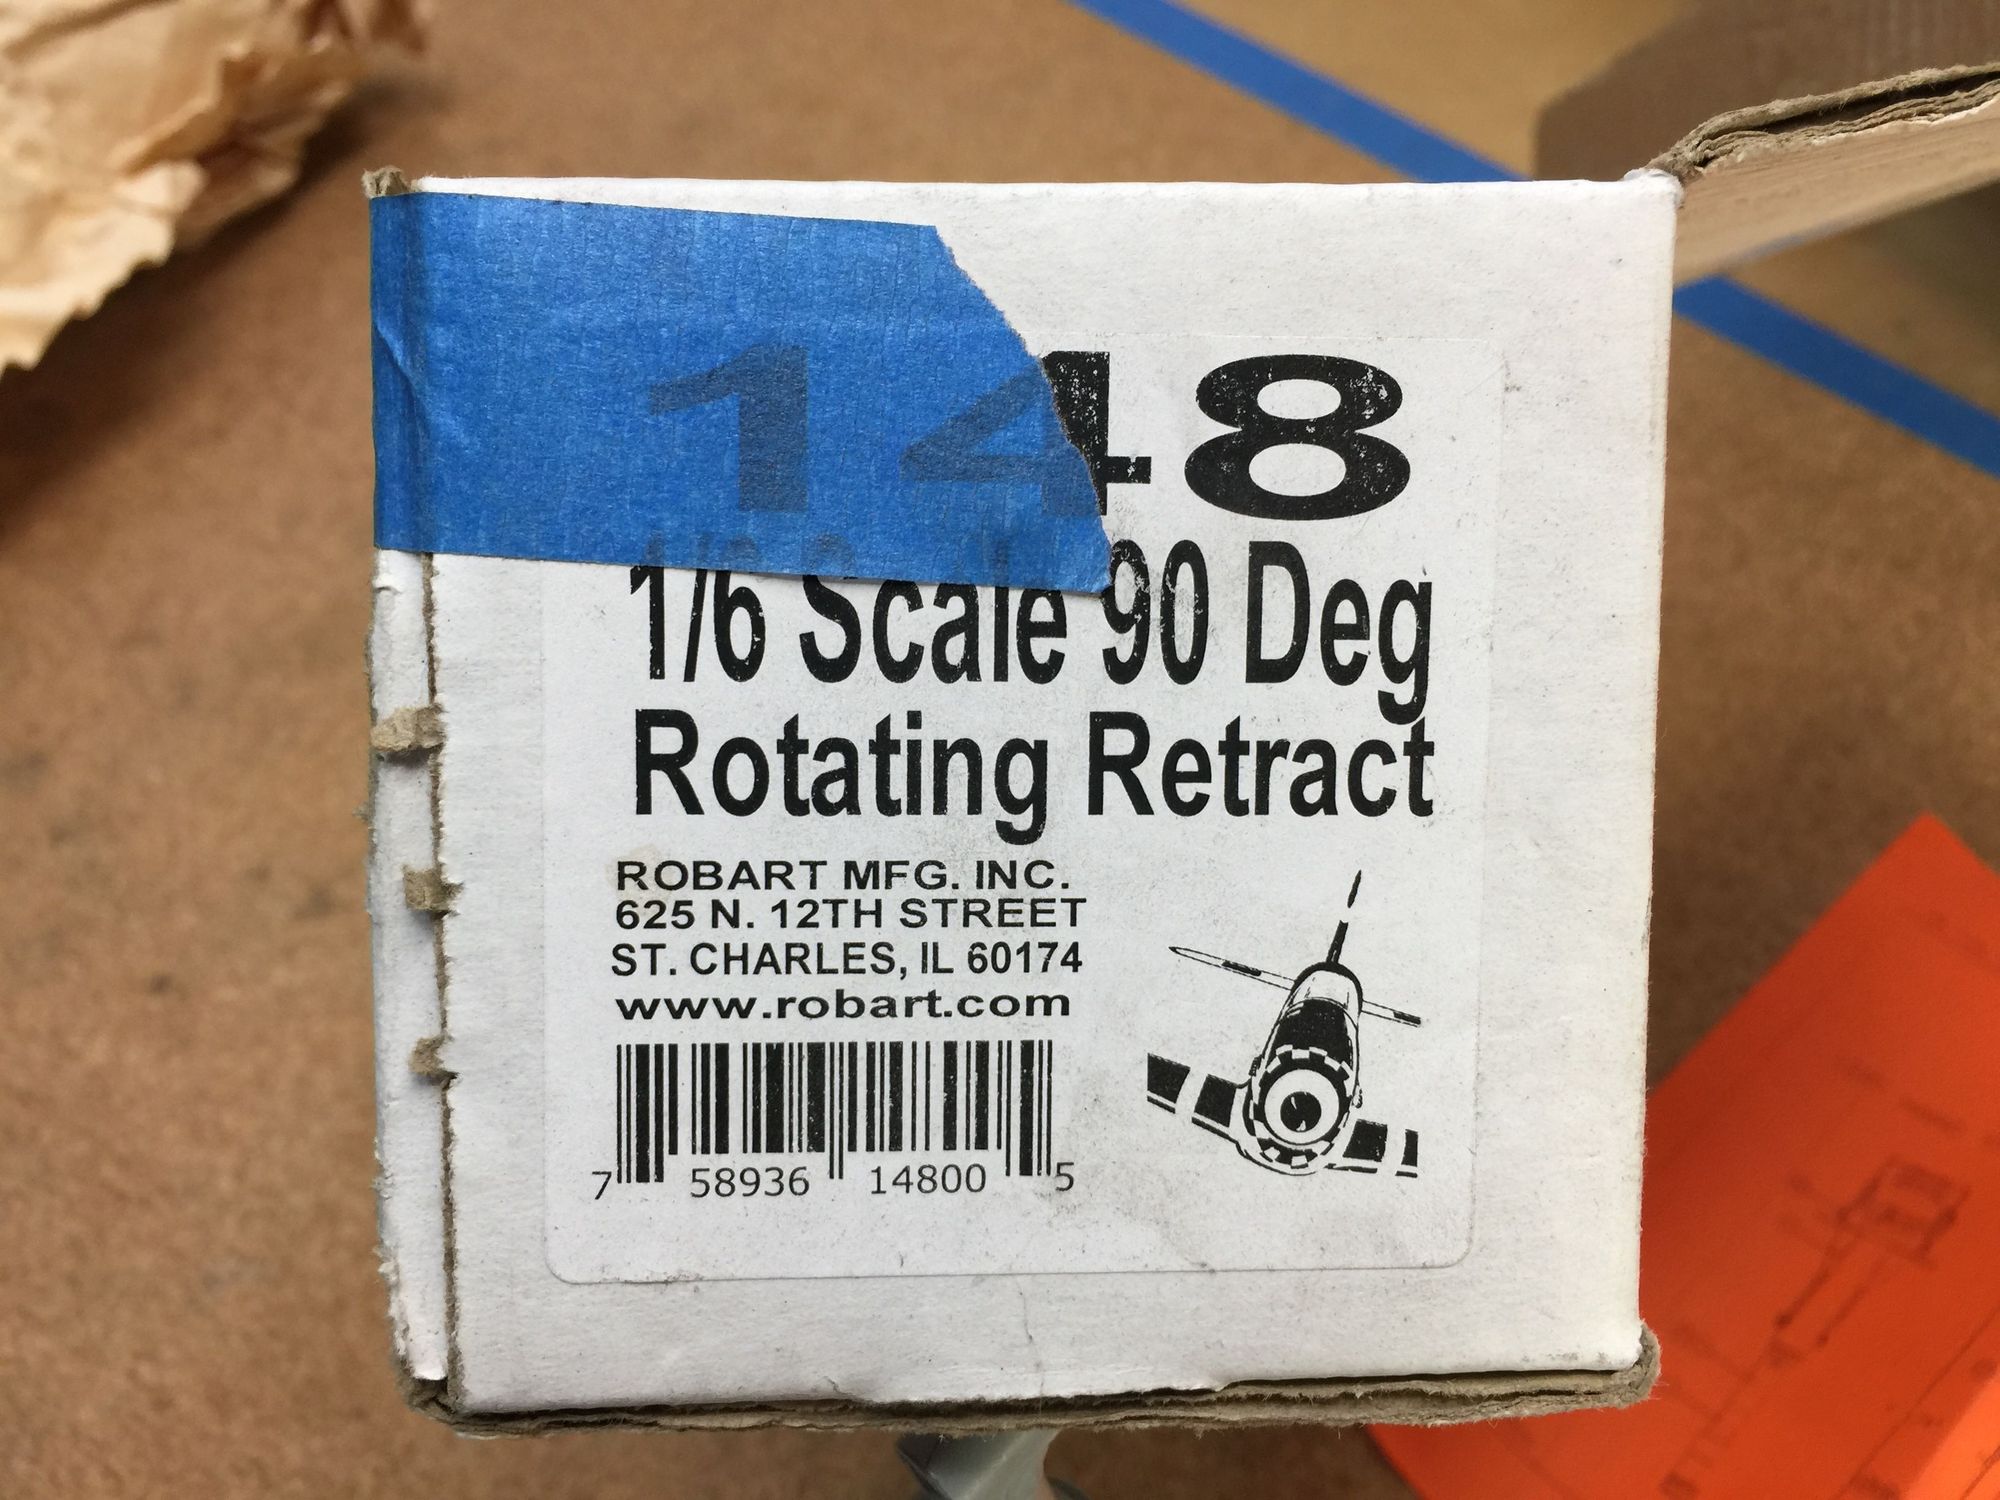 148
1/6 Scale 90 Deg
Rotating Retract
ROBART MFG. INC.
625 N. 12TH STREET
ST. CHARLES, IL 60174
www.robart.com
7 58936 14800 5